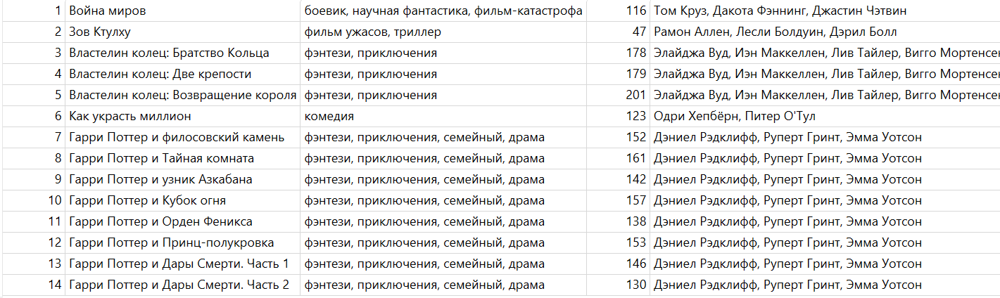 1 Война миров боевик, научная фантастика, фильм-катастрофа 116 Том Круз, Дакота Фэннинг, Джастин Чэтвин
2 Зов Ктулху фильм ужасов, триллер 47 Рамон Аллен, Лесли Болдуин, Дэрил Болл
3 Властелин колец: Братство Кольца фэнтези, приключения 178 Элайджа Вуд, Иэн Маккеллен, Лив Тайлер, Вигго Мортенсен
4 Властелин колец: Две крепости фэнтези, приключения 179 Элайджа Вуд, Иэн Маккеллен, Лив Тайлер, Вигго Мортенсен
5 Властелин колец: Возвращение короля фэнтези, приключения 201 Элайджа Вуд, Иэн Маккеллен, Лив Тайлер, Вигго Мортенсен
6 Как украсть миллион комедия 123 Одри Хепбёрн, Питер О'Тул
7 Гарри Поттер и филосовский камень фэнтези, приключения, семейный, драма 152 Дэниел Рэдклифф, Руперт Гринт, Эмма Уотсон
8 Гарри Поттер и Тайная комната фэнтези, приключения, семейный, драма 161 Дэниел Рэдклифф, Руперт Гринт, Эмма Уотсон
9 Гарри Поттер и узник Азкабана фэнтези, приключения, семейный, драма 142 Дэниел Рэдклифф, Руперт Гринт, Эмма Уотсон
10 Гарри Поттер и Кубок огня фэнтези, приключения, семейный, драма 157 Дэниел Рэдклифф, Руперт Гринт, Эмма Уотсон
11 Гарри Поттер и Орден Феникса фэнтези, приключения, семейный, драма 138 Дэниел Рэдклифф, Руперт Гринт, Эмма Уотсон
12 Гарри Поттер и Принц-полукровка фэнтези, приключения, семейный, драма 153 Дэниел Рэдклифф, Руперт Гринт, Эмма Уотсон
13 Гарри Поттер и Дары Смерти. Часть 1 фэнтези, приключения, семейный, драма 146 Дэниел Рэдклифф, Руперт Гринт, Эмма Уотсон
14 Гарри Поттер и Дары Смерти. Часть 2 фэнтези, приключения, семейный, драма 130 Дэниел Рэдклифф, Руперт Гринт, Эмма Уотсон